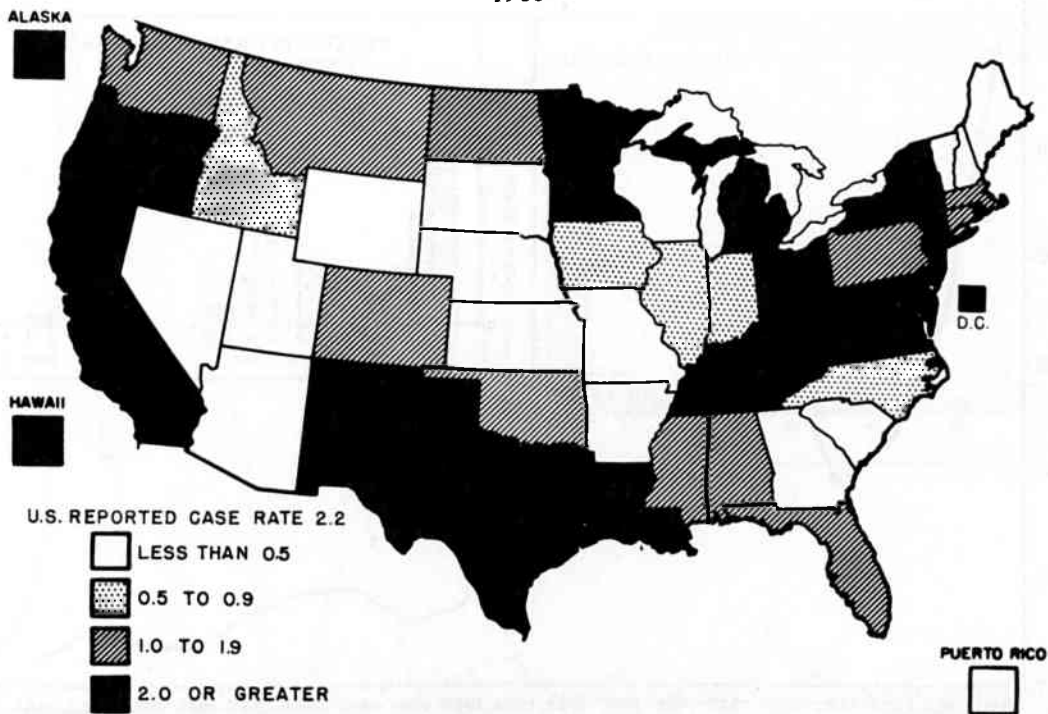 ALASKA
D.C.
HAWAII
U.S. REPORTED CASE RATE 2.2
LESS THAN 0.5
0.5 TO 0.9
1.0 TO 1.9
2.0 OR GREATER
PUERTO RICO